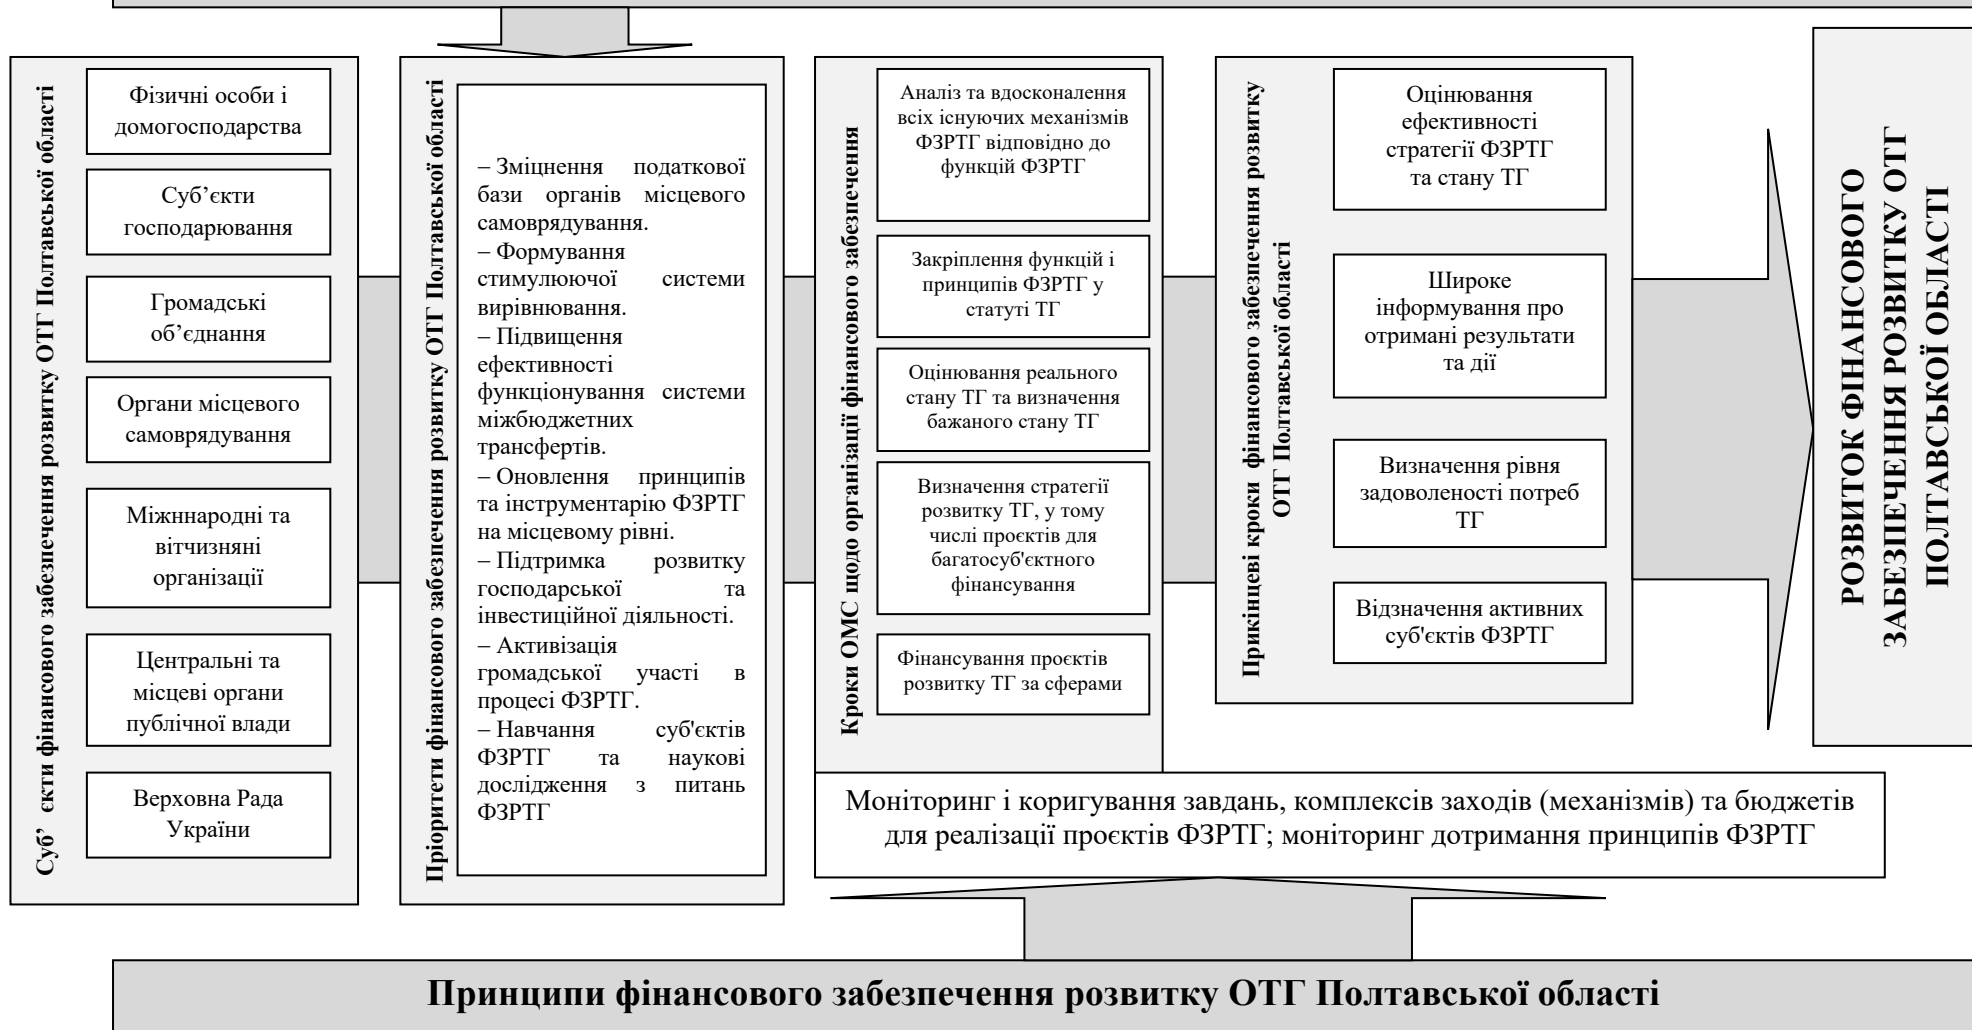 Суб’ єкти фінансового забезпечення розвитку ОТГ Полтавської області
Фізичні особи і
домогосподарства
Суб’єкти
господарювання
Громадські
об’єднання
Органи місцевого
самоврядування
Міжннародні та
вітчизняні
організації
Центральні та
місцеві органи
публічної влади
Верховна Рада
України
Пріоритети фінансового забезпечення розвитку ОТГ Полтавської області
– Зміцнення податкової
бази органів місцевого
самоврядування.
– Формування
стимулюючої системи
вирівнювання.
– Підвищення
ефективності
функціонування системи
міжбюджетних
трансфертів.
– Оновлення принципів
та інструментарію ФЗРТГ
на місцевому рівні.
– Підтримка розвитку
господарської та
інвестиційної діяльності.
– Активізація
громадської участі в
процесі ФЗРТГ.
– Навчання суб'єктів
ФЗРТГ та наукові
дослідження з питань
ФЗРТГ
Кроки ОМС щодо організації фінансового забезпечення
Аналіз та вдосконалення
всіх існуючих механізмів
ФЗРТГ відповідно до
функцій ФЗРТГ
Закріплення функцій і
принципів ФЗРТГ у
статуті ТГ
Оцінювання реального
стану ТГ та визначення
бажаного стану ТГ
Визначення стратегії
розвитку ТГ, у тому
числі проєктів для
багатосуб'єктного
фінансування
Фінансування проєктів
розвитку ТГ за сферами
Прикінцеві кроки фінансового забезпечення розвитку
ОТГ Полтавської області
Оцінювання
ефективності
стратегії ФЗРТГ
та стану ТГ
Широке
інформування про
отримані результати
та дії
Визначення рівня
задоволеності потреб
ТГ
Відзначення активних
суб'єктів ФЗРТГ
РОЗВИТОК ФІНАНСОВОГО
ЗАБЕЗПЕЧЕННЯ РОЗВИТКУ ОТГ
ПОЛТАВСЬКОЇ ОБЛАСТІ
Моніторинг і коригування завдань, комплексів заходів (механізмів) та бюджетів
для реалізації проєктів ФЗРТГ; моніторинг дотримання принципів ФЗРТГ
Принципи фінансового забезпечення розвитку ОТГ Полтавської області